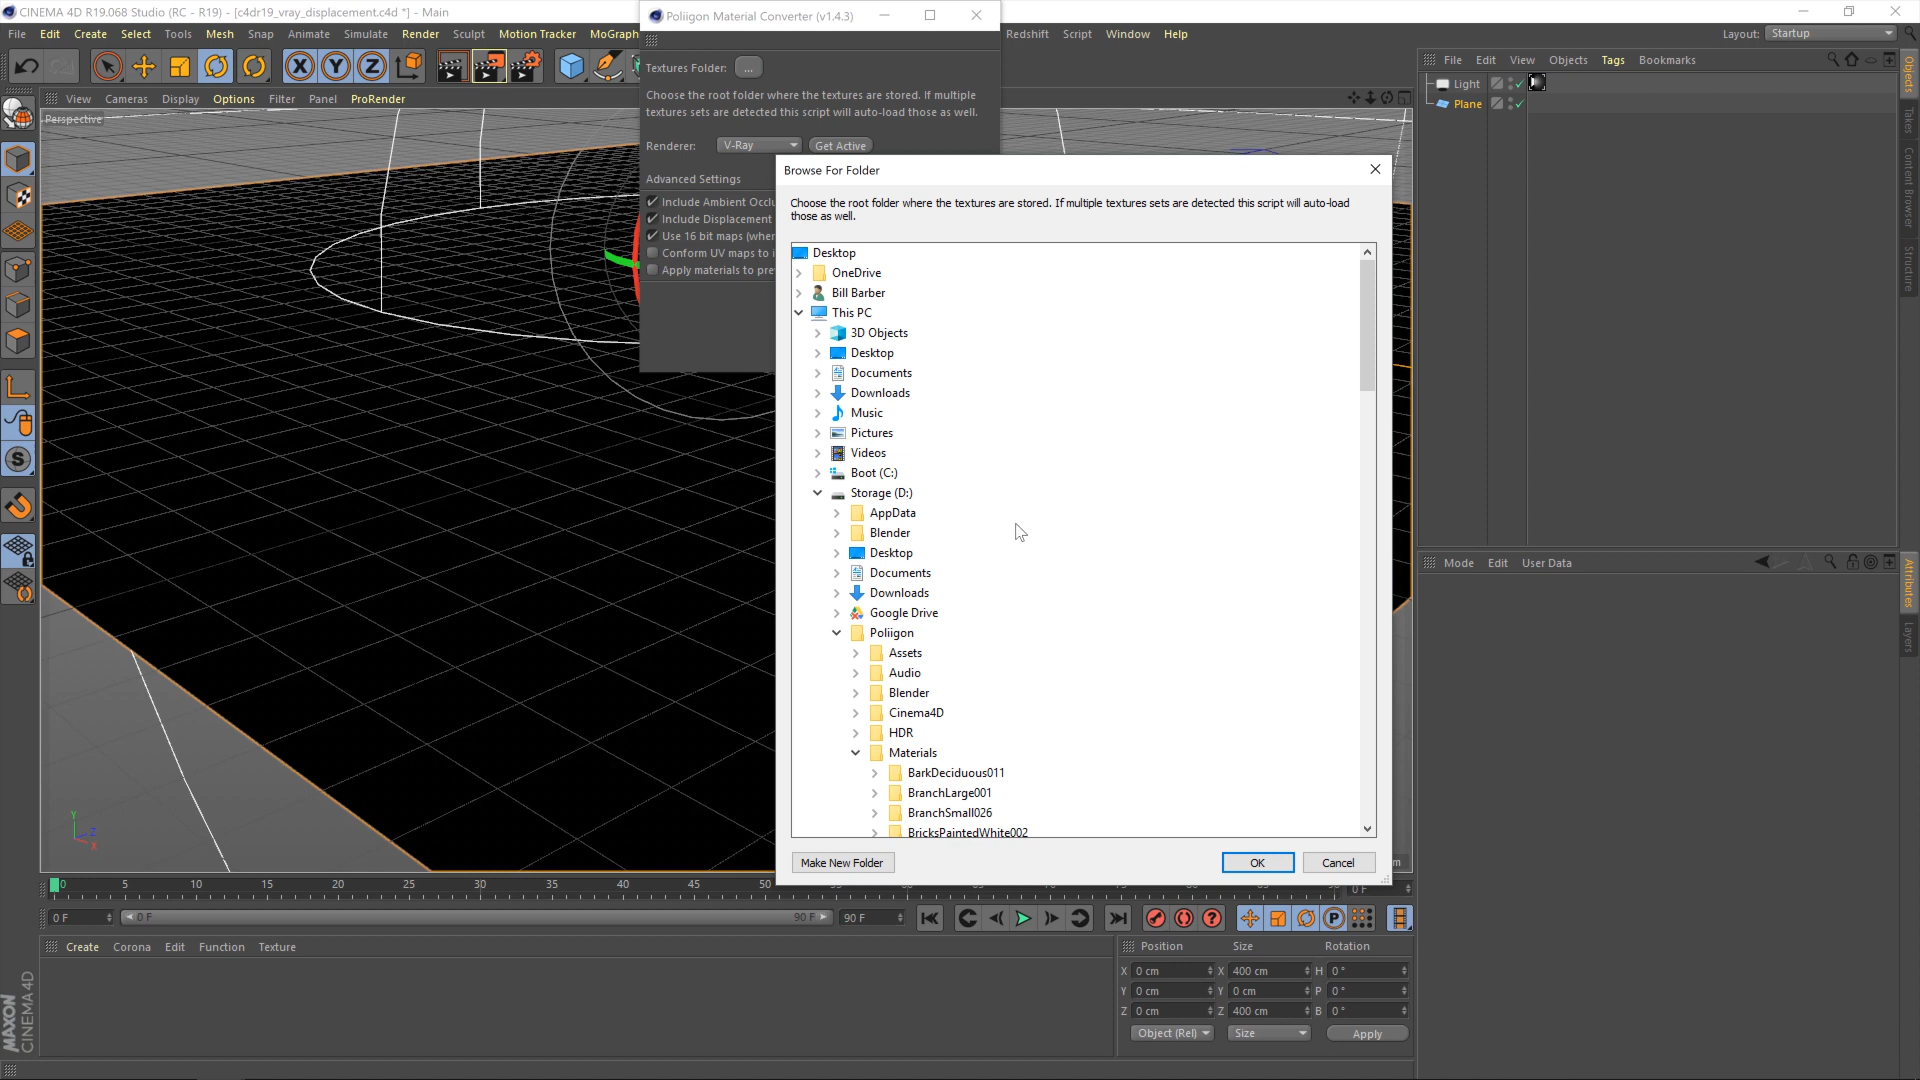 CINEMA 4D R19.068 Studio (RC - R19) - [c4dr19_vray_displacement.c4d *] - Main
File Edit Create Select Tools Mesh Snap Animate Simulate Render Sculpt Motion Tracker MoGraph
Redshift Script Window Help
Layout: Startup
Poliigon Material Converter (v1.4.3)
Textures Folder: ...
Choose the root folder where the textures are stored. If multiple
textures sets are detected this script will auto-load those as well.
Renderer: V-Ray Get Active
Advanced Settings
Include Ambient Occlu
Include Displacement
Use 16 bit maps (wher
Conform UV maps to i
Apply materials to pre
View Cameras Display Options Filter Panel ProRender
Perspective
Browse For Folder
Choose the root folder where the textures are stored. If multiple textures sets are detected this script will auto-load
those as well.
Desktop
OneDrive
Bill Barber
This PC
3D Objects
Desktop
Documents
Downloads
Music
Pictures
Videos
Boot (C:)
Storage (D:)
AppData
Blender
Desktop
Documents
Downloads
Google Drive
Poliigon
Assets
Audio
Blender
Cinema4D
HDR
Materials
BarkDeciduous011
BranchLarge001
BranchSmall026
BricksPaintedWhite002
Make New Folder OK Cancel
File Edit View Objects Tags Bookmarks
Light
Plane
Objects
Takes
Content Browser
Structure
Mode Edit User Data
Attributes
Layers
X Y Z
Y
Z
X
0 5 10 15 20 25 30 35 40 45 50
0 F
0 F 0 F 90 F 90 F
Create Corona Edit Function Texture
Position Size Rotation
X 0 cm X 400 cm H 0 °
Y 0 cm Y 0 cm P 0 °
Z 0 cm Z 400 cm B 0 °
Object (Rel) Size Apply
MAXON
CINEMA 4D